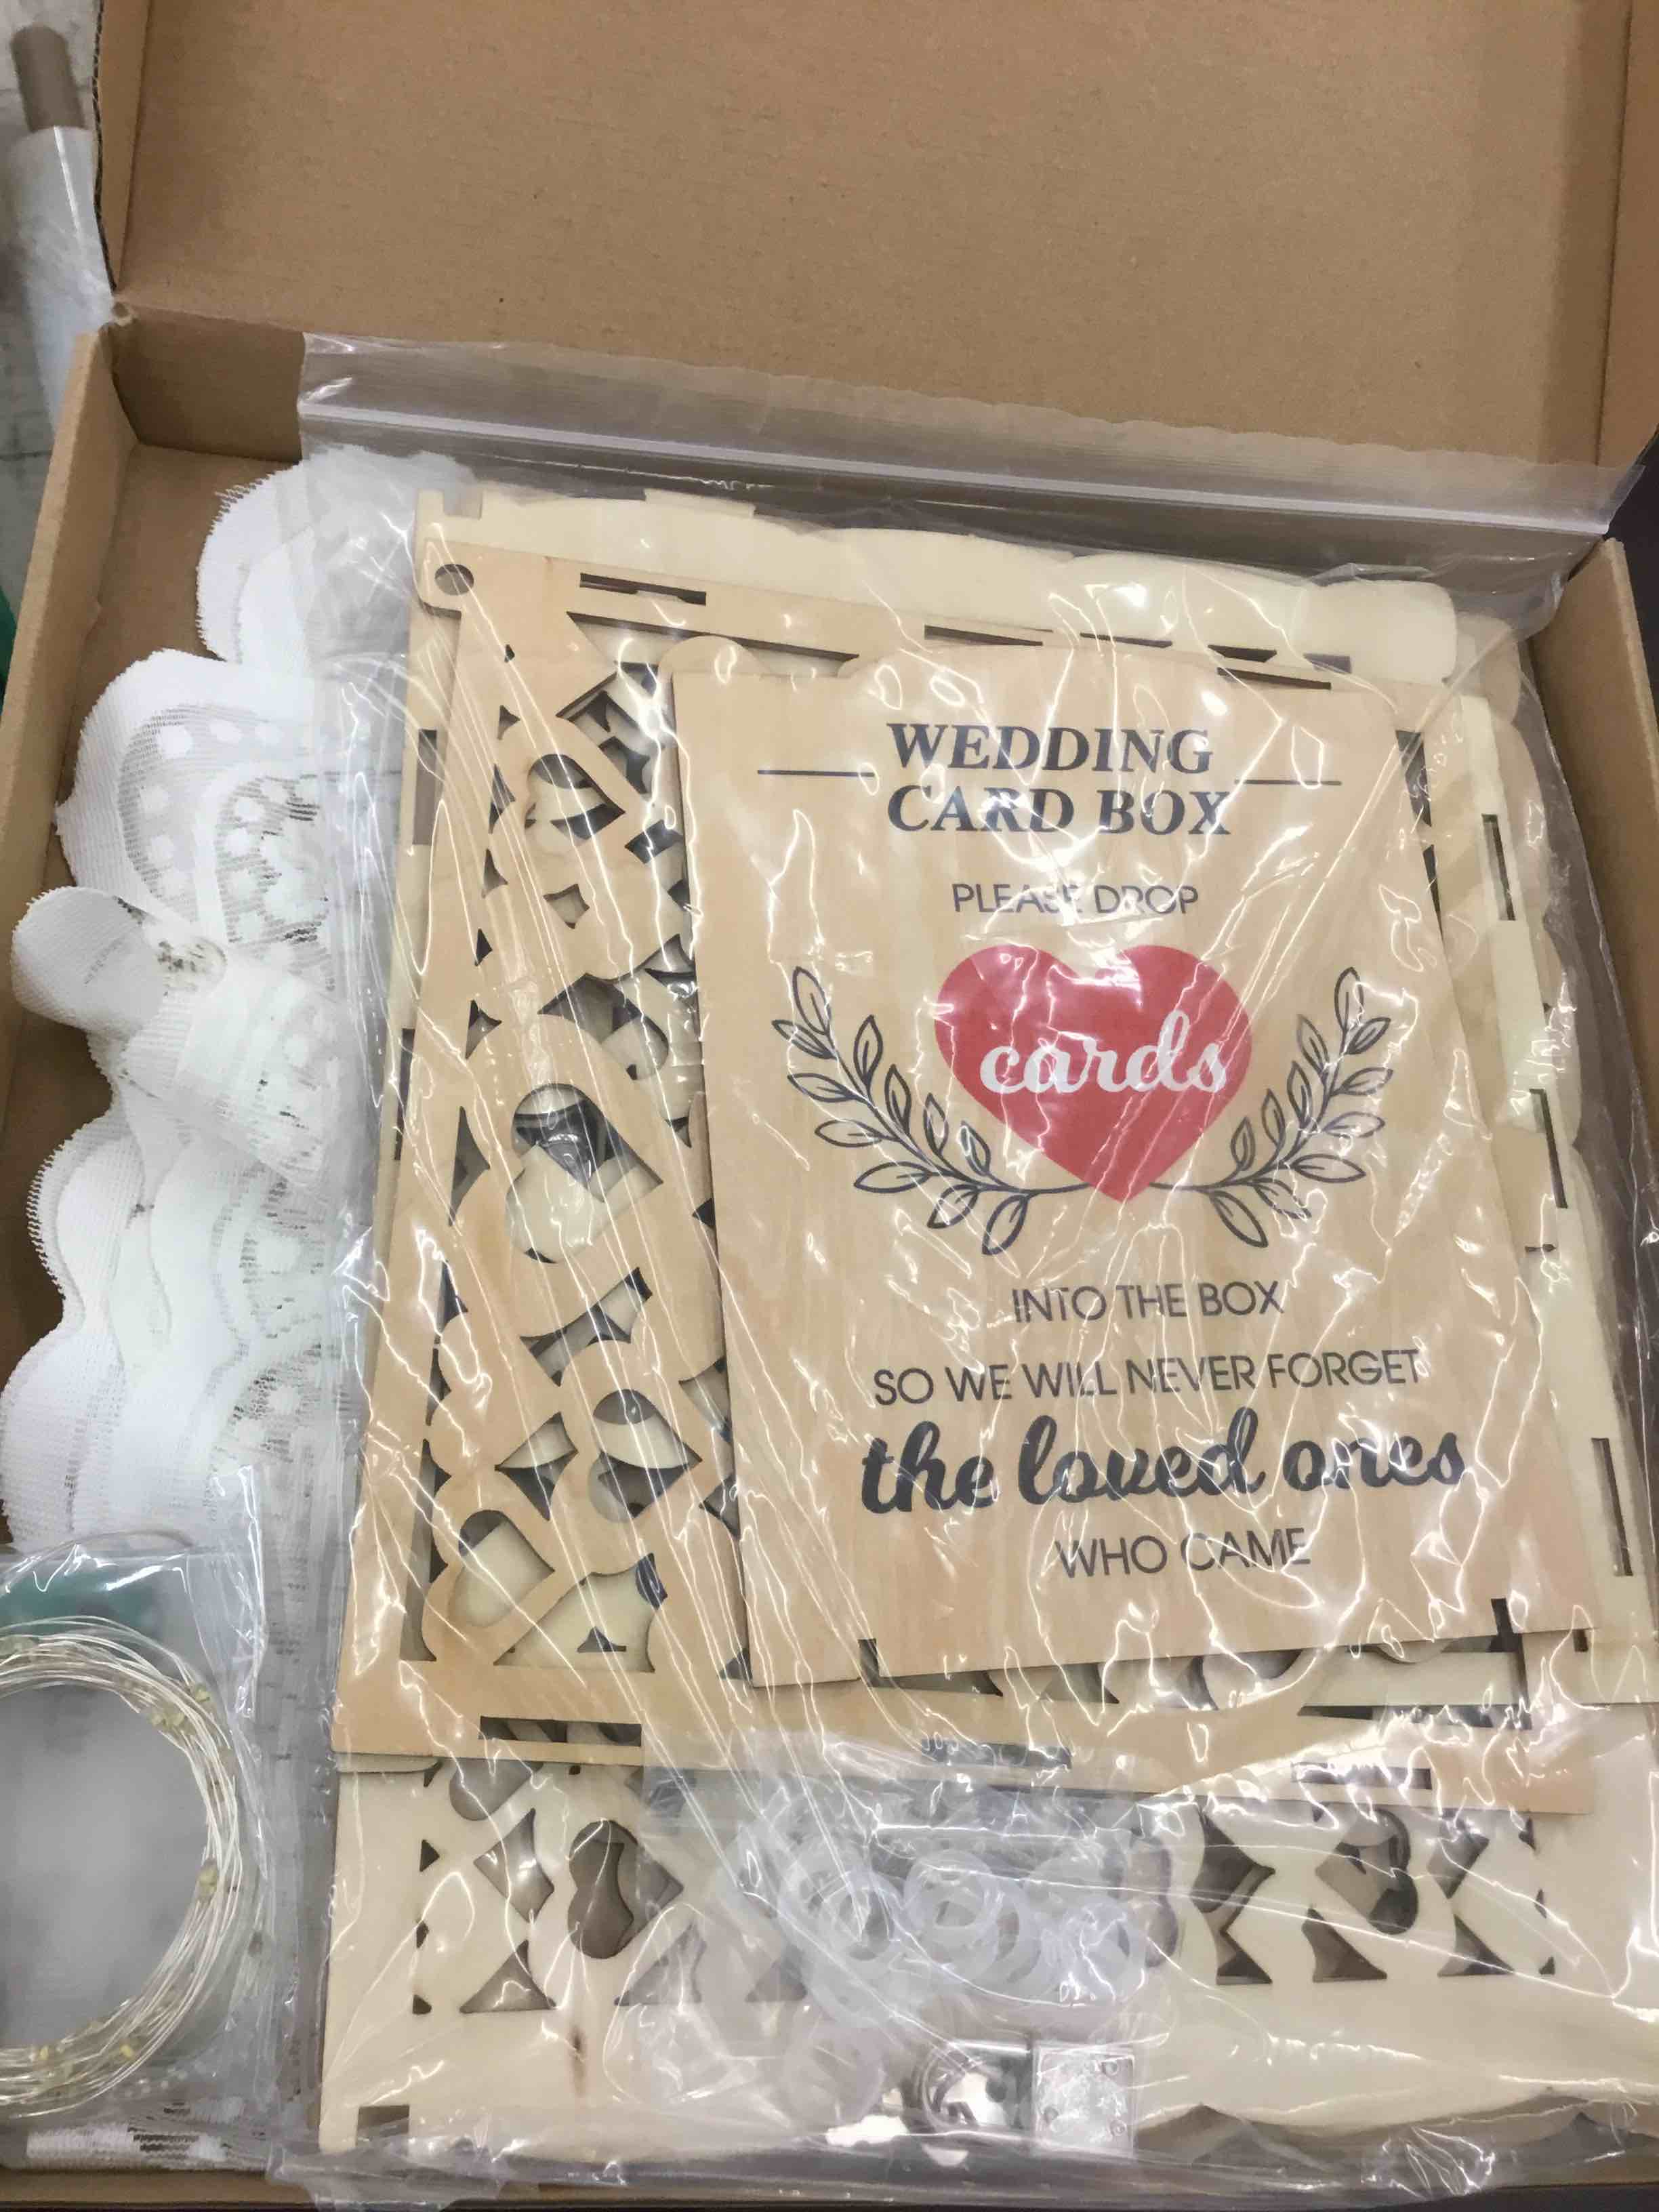 WEDDING
CARD BOX
PLEASE DROP
cards
INTO THE BOX
SO WE WILL NEVER FORGET
the loved ones
WHO CAME